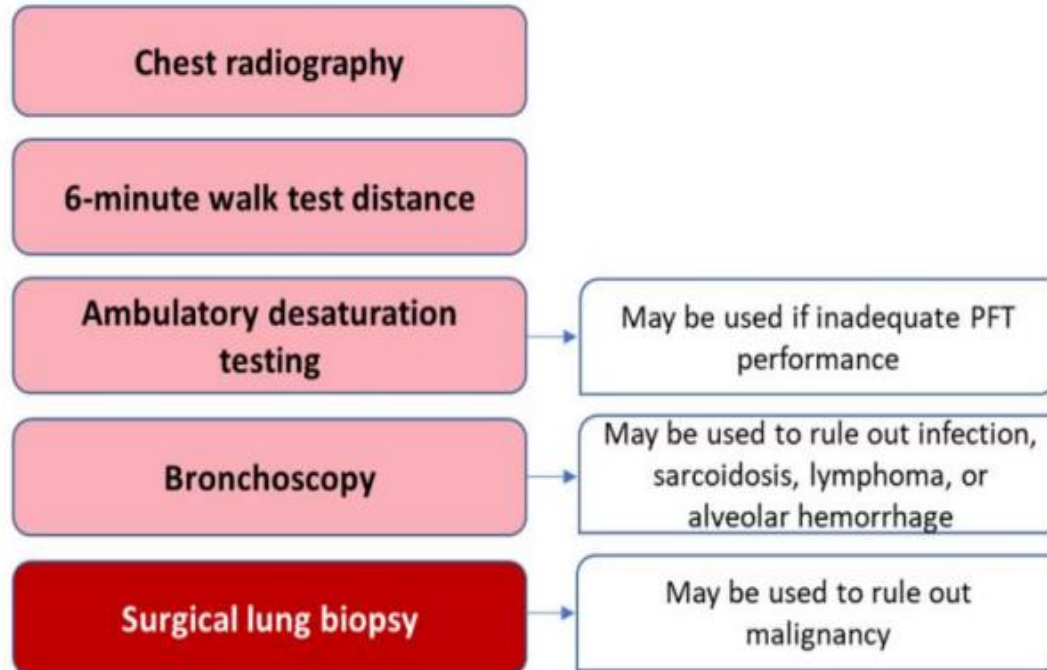 Chest radiography
6-minute walk test distance
Ambulatory desaturation
testing
May be used if inadequate PFT
performance
Bronchoscopy
May be used to rule out infection,
sarcoidosis, lymphoma, or
alveolar hemorrhage
Surgical lung biopsy
May be used to rule out
malignancy